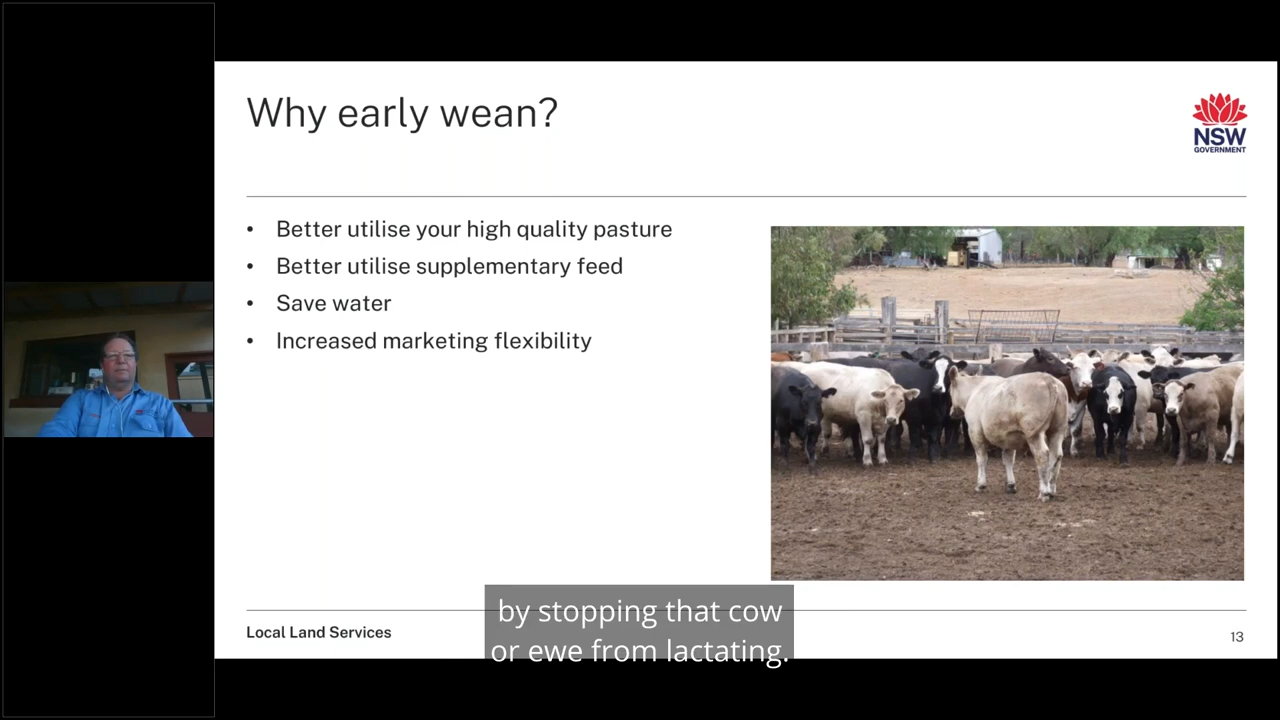 Why early wean?
NSW
GOVERNMENT
• Better utilise your high quality pasture
• Better utilise supplementary feed
• Save water
• Increased marketing flexibility
by stopping that cow
or ewe from lactating.
Local Land Services
13